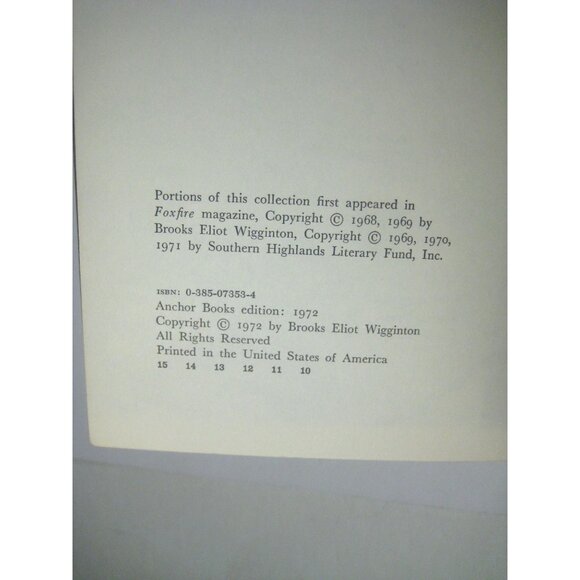 Portions of this collection first appeared in
Foxfire magazine, Copyright © 1968, 1969 by
Brooks Eliot Wigginton, Copyright © 1969, 1970,
1971 by Southern Highlands Literary Fund, Inc.
ISBN: 0-385-07353-4
Anchor Books edition: 1972
Copyright © 1972 by Brooks Eliot Wigginton
All Rights Reserved
Printed in the United States of America
15 14 13 12 11 10